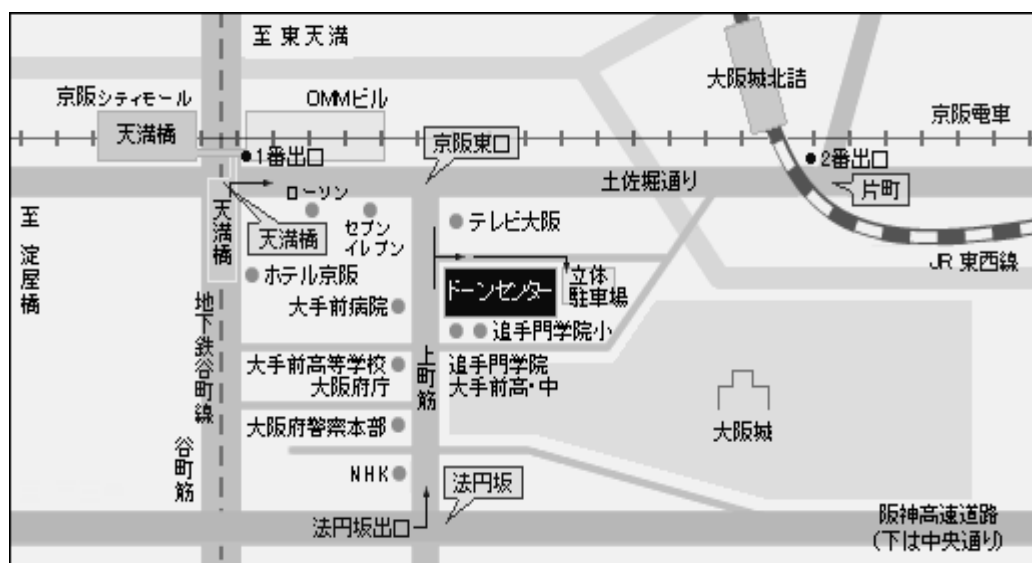 至 東天満
大阪城北詰
京阪シティモール
OMMビル
京阪電車
天満橋
京阪東口
1番出口
2番出口
土佐堀通り
片町
ローソン
至 淀屋橋
天満橋
天満橋
セブン
イレブン
テレビ大阪
JR 東西線
ホテル京阪
ドーンセンター
立体
駐車場
大手前病院
追手門学院小
地下鉄谷町線
大手前高等学校
大阪府庁
上町筋
追手門学院
大手前高・中
大阪府警察本部
大阪城
谷町筋
NHK
法円坂
法円坂出口
阪神高速道路
(下は中央通り)